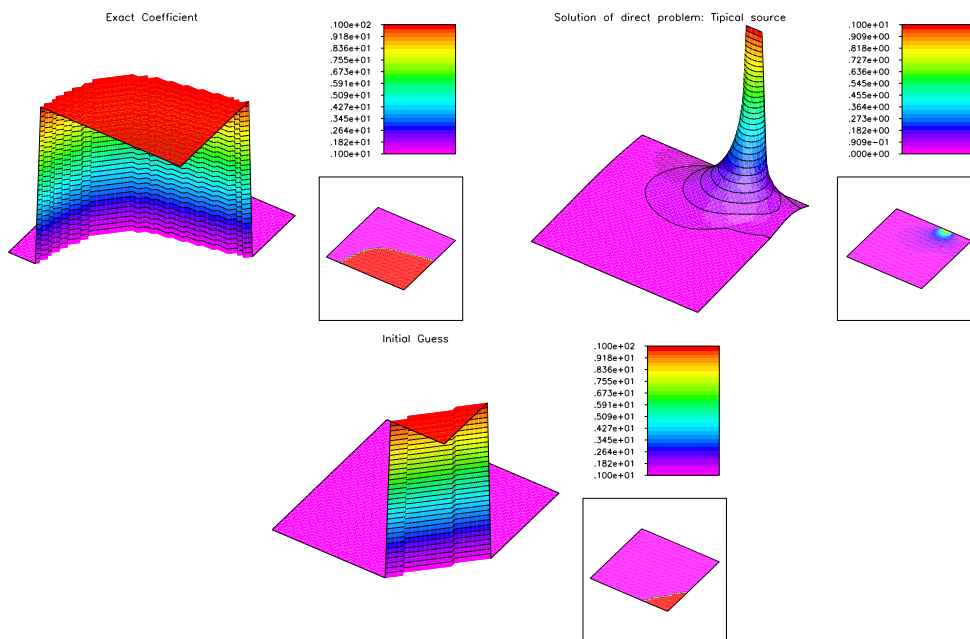 Exact Coefficient
.100e+02
.918e+01
.836e+01
.755e+01
.673e+01
.591e+01
.509e+01
.427e+01
.345e+01
.264e+01
.182e+01
.100e+01
Solution of direct problem: Tipical source
.100e+01
.909e+00
.818e+00
.727e+00
.636e+00
.545e+00
.455e+00
.364e+00
.273e+00
.182e+00
.909e-01
.000e+00
Initial Guess
.100e+02
.918e+01
.836e+01
.755e+01
.673e+01
.591e+01
.509e+01
.427e+01
.345e+01
.264e+01
.182e+01
.100e+01